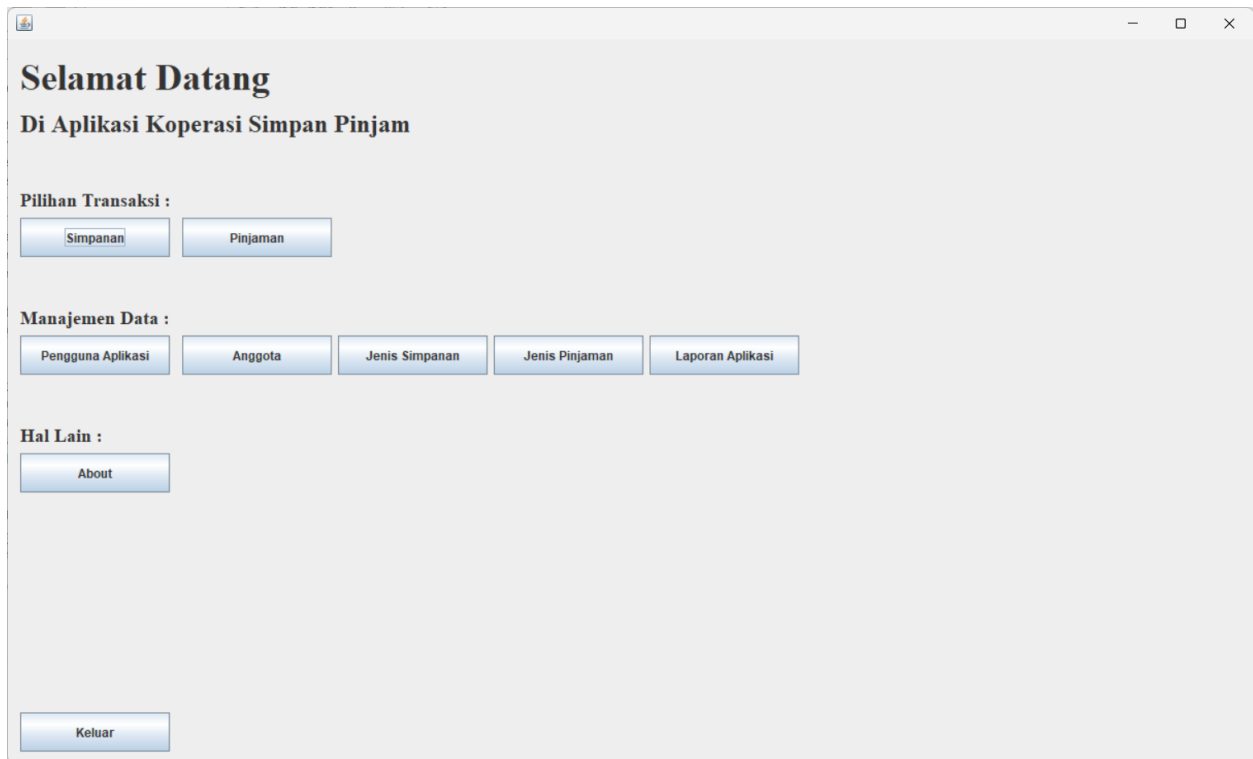 Selamat Datang
Di Aplikasi Koperasi Simpan Pinjam
Pilihan Transaksi :
Simpanan Pinjaman
Manajemen Data :
Pengguna Aplikasi Anggota Jenis Simpanan Jenis Pinjaman Laporan Aplikasi
Hal Lain :
About
Keluar